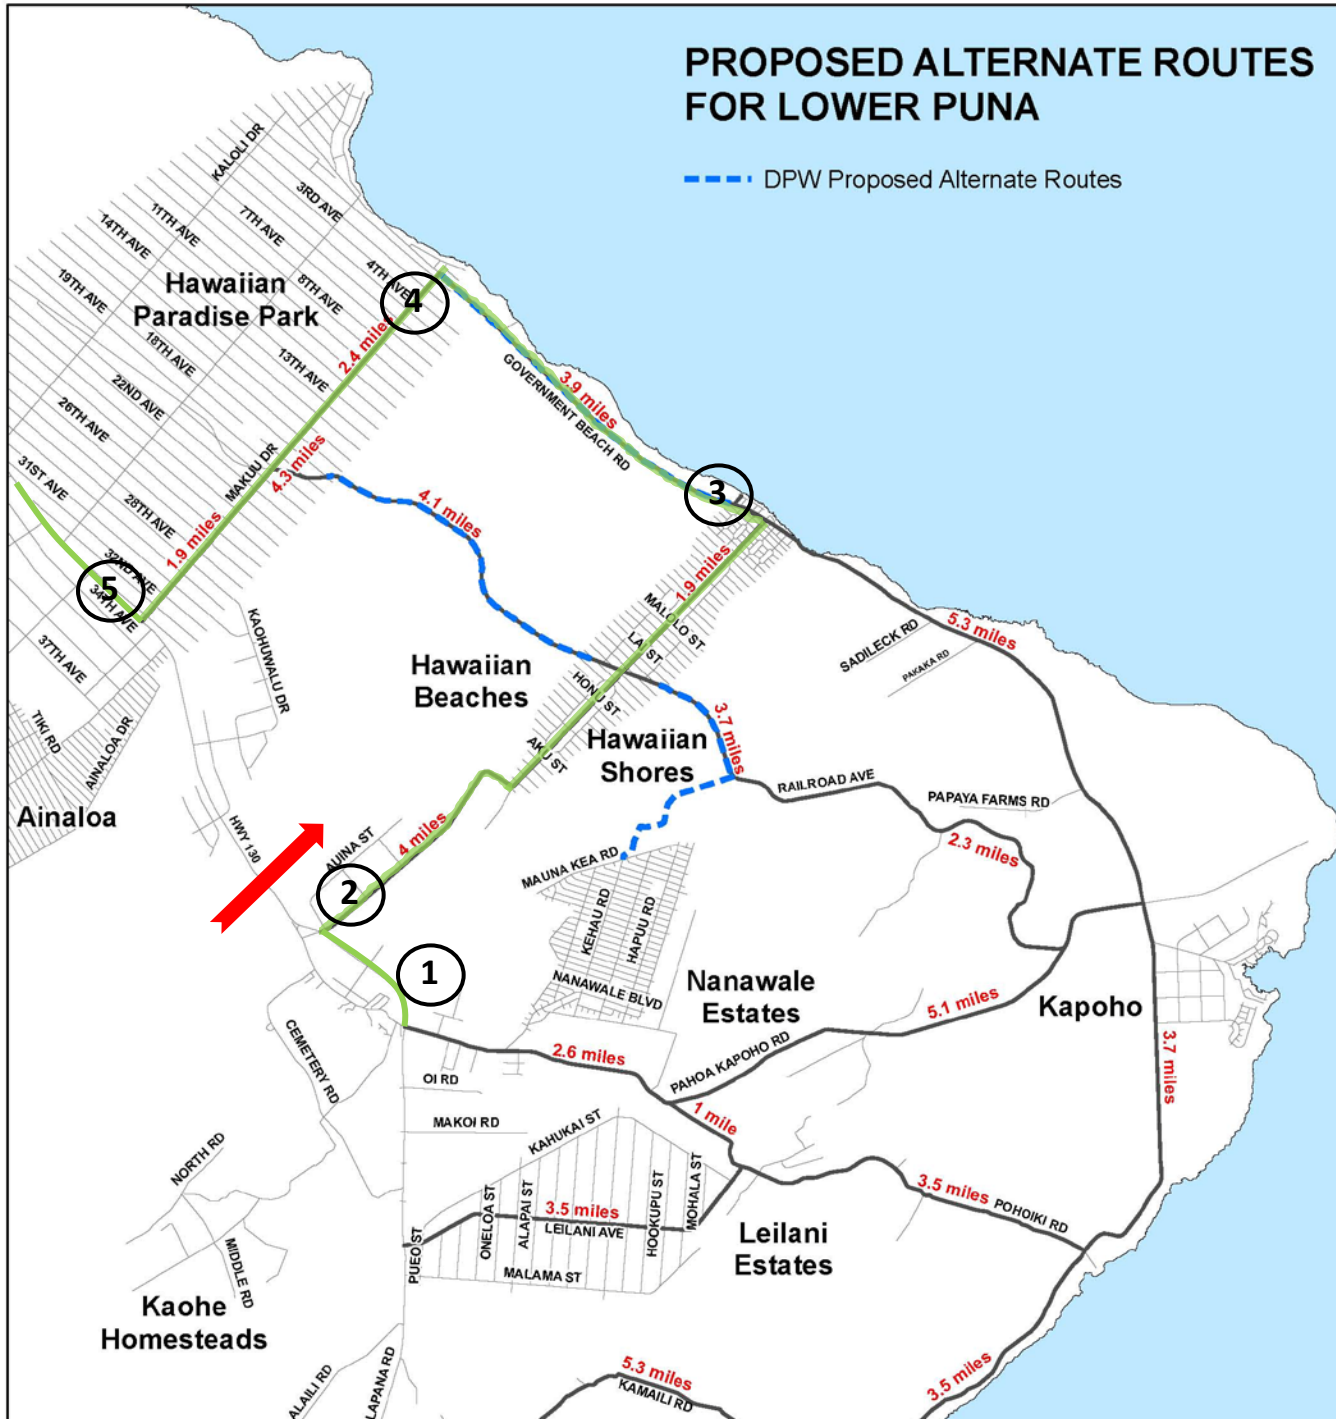 PROPOSED ALTERNATE ROUTES
FOR LOWER PUNA
DPW Proposed Alternate Routes
KALOLI DR
3RD AVE
11TH AVE
7TH AVE
14TH AVE
4TH AVE
8TH AVE
19TH AVE
Hawaiian
Paradise Park
4
18TH AVE
13TH AVE
2.4 miles
22ND AVE
26TH AVE
GOVERNMENT BEACH RD
3.9 miles
31ST AVE
MAKUU DR
4.3 miles
28TH AVE
1.9 miles
4.1 miles
3
32ND AVE
5
34TH AVE
37TH AVE
KAOHUWALU DR
1.9 miles
MALOLO ST
LAI ST
HONU ST
AKU ST
SADILECK RD
PAKAKA RD
5.3 miles
Hawaiian
Beaches
Hawaiian
Shores
3.7 miles
RAILROAD AVE
PAPAYA FARMS RD
2.3 miles
TIKI RD
AINALOA DR
Ainaloa
HWY 130
AUINA ST
4 miles
2
MAUNA KEA RD
KEHAU RD
HAPUU RD
NANAWALE BLVD
1
Nanawale
Estates
5.1 miles
Kapoho
CEMETERY RD
2.6 miles
PAHOA KAPOHO RD
3.7 miles
OI RD
MAKOI RD
1 mile
KAHUKAI ST
NORTH RD
ONELOA ST
ALAPAI ST
3.5 miles
LEILANI AVE
HOOKUPU ST
MOHALA ST
3.5 miles
POHOIKI RD
PUEO ST
MALAMA ST
Leilani
Estates
MIDDLE RD
Kaohe
Homesteads
ALAILI RD
LAPANA RD
5.3 miles
KAMAILI RD
3.5 miles